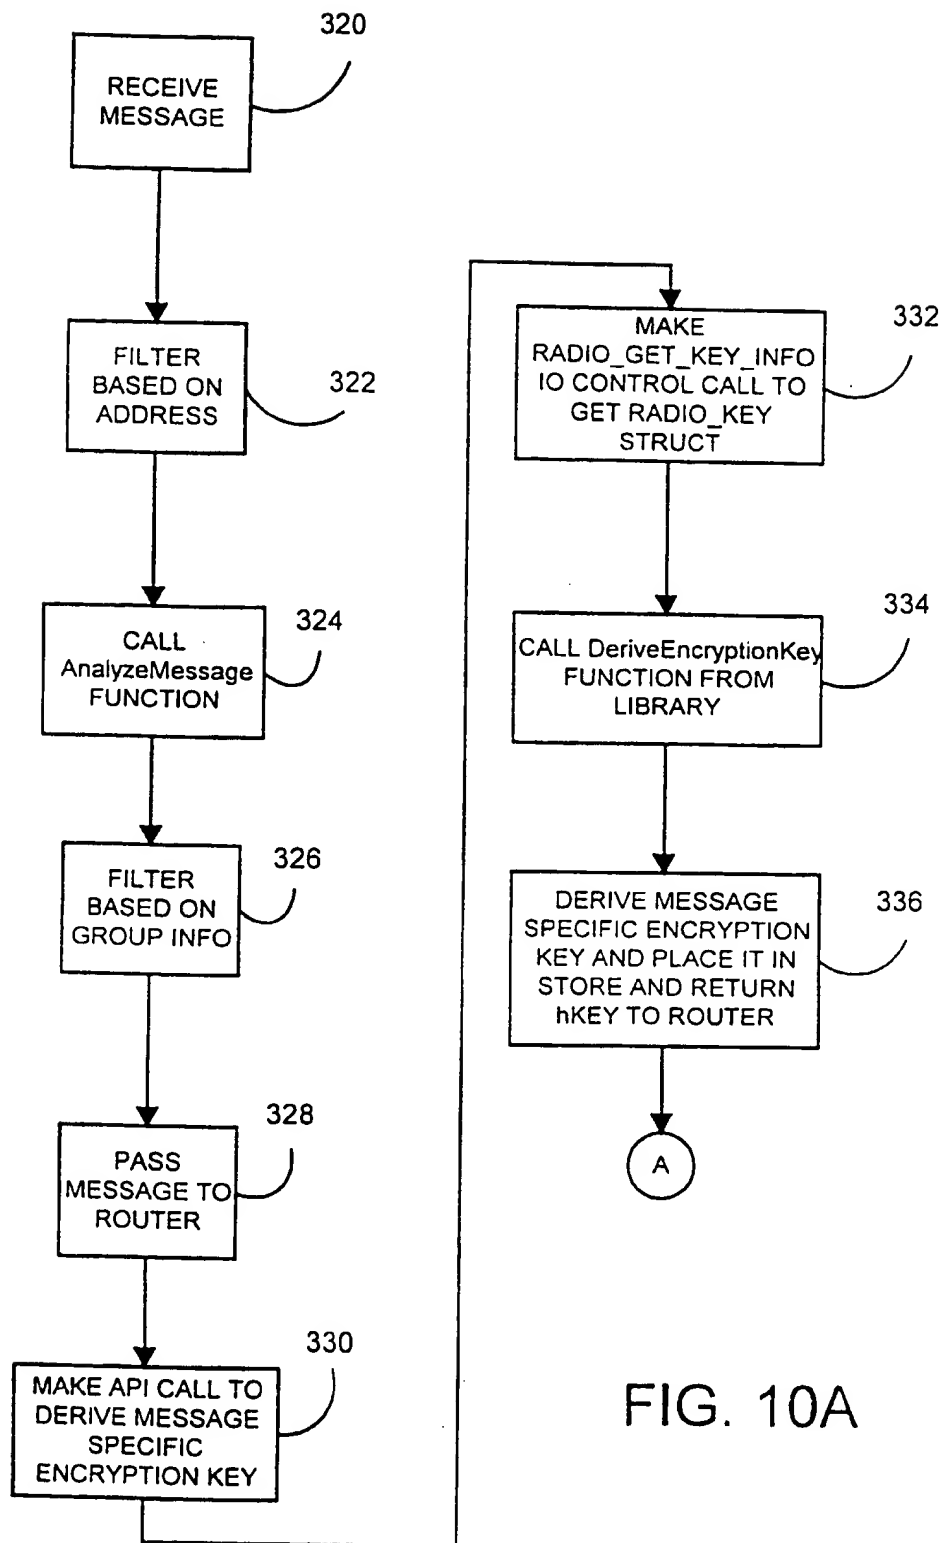 320
RECEIVE
MESSAGE
FILTER
BASED ON
ADDRESS
322
CALL
AnalyzeMessage
FUNCTION
324
FILTER
BASED ON
GROUP INFO
326
PASS
MESSAGE TO
ROUTER
328
MAKE API CALL TO
DERIVE MESSAGE
SPECIFIC
ENCRYPTION KEY
330
MAKE
RADIO_GET_KEY_INFO
IO CONTROL CALL TO
GET RADIO_KEY
STRUCT
332
CALL DeriveEncryptionKey
FUNCTION FROM
LIBRARY
334
DERIVE MESSAGE
SPECIFIC ENCRYPTION
KEY AND PLACE IT IN
STORE AND RETURN
hKEY TO ROUTER
336
A
FIG. 10A